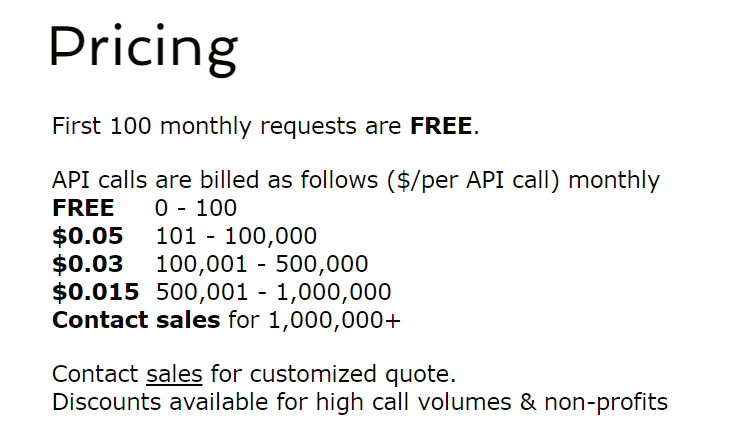 Pricing
First 100 monthly requests are FREE.
API calls are billed as follows ($/per API call) monthly
FREE 0 - 100
$0.05 101 - 100,000
$0.03 100,001 - 500,000
$0.015 500,001 - 1,000,000
Contact sales for 1,000,000+
Contact sales for customized quote.
Discounts available for high call volumes & non-profits